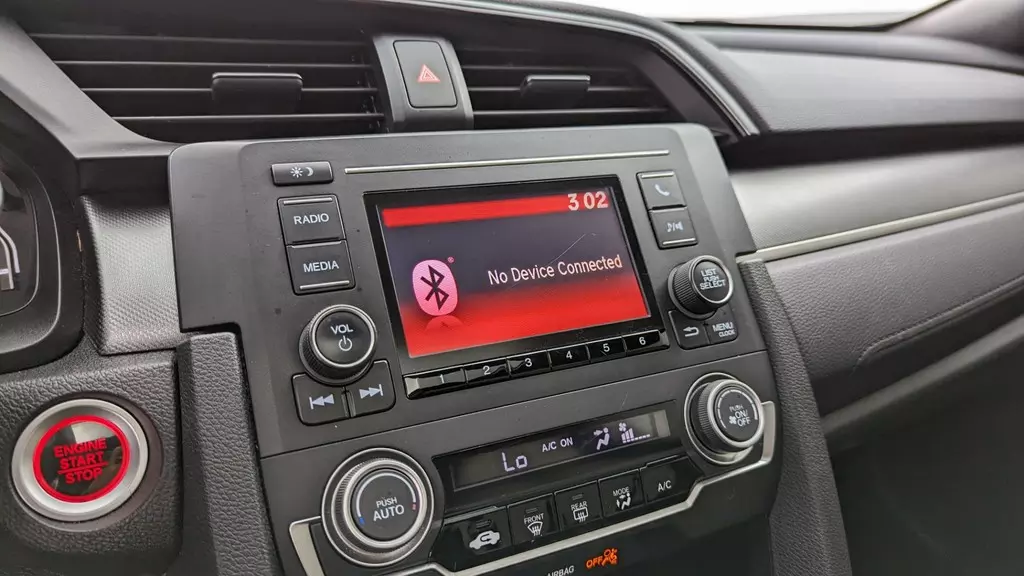 3 02
RADIO
MEDIA
No Device Connected
VOL
LIST
PUSH
SELECT
MENU
CLOCK
1 2 3 4 5 6
ENGINE
START
STOP
Lo
A/C ON
PUSH
ON/
OFF
PUSH
AUTO
FRONT
REAR
MODE
A/C
AIRBAG
OFF